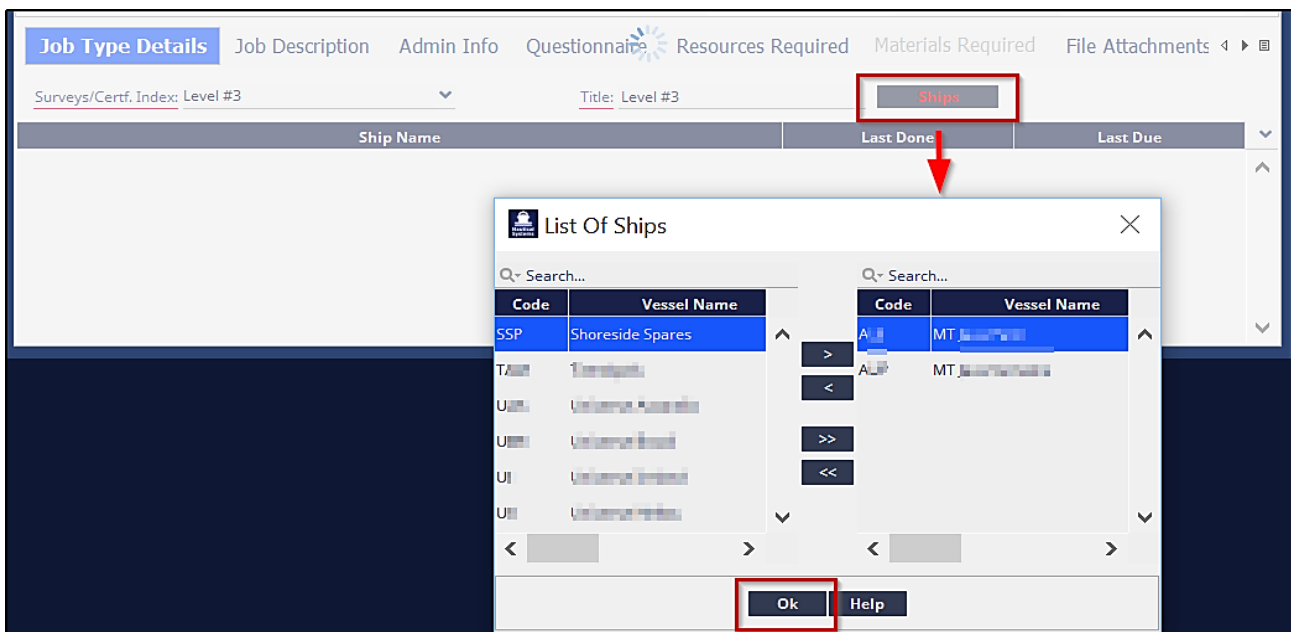 Job Type Details Job Description Admin Info Questionnaire Resources Required Materials Required File Attachments
Surveys/Certf. Index: Level #3 Title: Level #3 Ships
Ship Name Last Done Last Due
Nautical Systems
List Of Ships
Search... Search...
Code Vessel Name Code Vessel Name
SSP Shoreside Spares MT
MT
> 
<
>>
<<
Ok Help